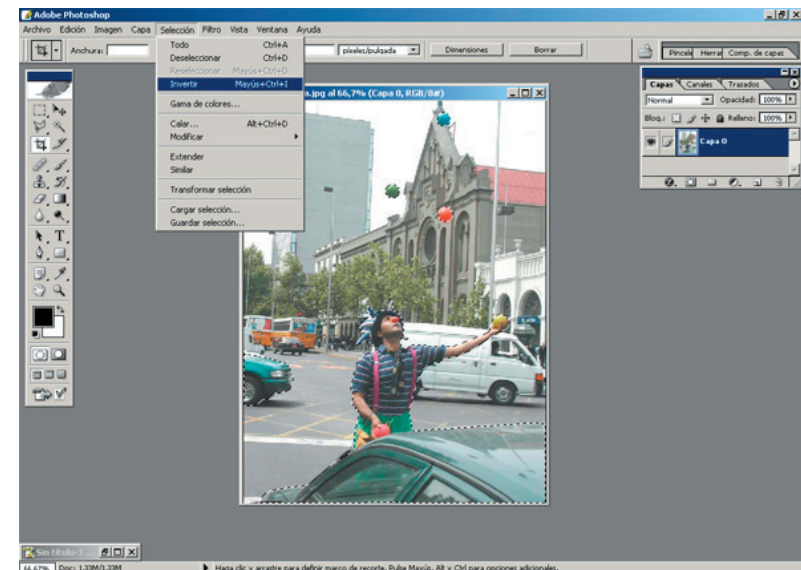 Adobe Photoshop
Archivo Edición Imagen Capa Selección Filtro Vista Ventana Ayuda
Anchura: píxeles/pulgada Dimensiones Borrar Herra Comp. de capas
Todo Ctrl+A
Deseleccionar Ctrl+D
Reseleccionar Mayús+Ctrl+D
Invertir Mayús+Ctrl+I
Gama de colores...
Calar... Alt+Ctrl+D
Modificar
Extender
Similar
Transformar selección
Cargar selección...
Guardar selección...
.jpg al 66,7% (Capa 0, RGB/8#)
Capas Canales Trazados
Normal Opacidad: 100%
Bloq.: Relleno: 100%
Capa 0
T
Sin título-1
66,67% Doc: 1,33M/1,33M Haga clic y arrastre para definir marco de recorte. Pulse Mayús, Alt y Ctrl para opciones adicionales.